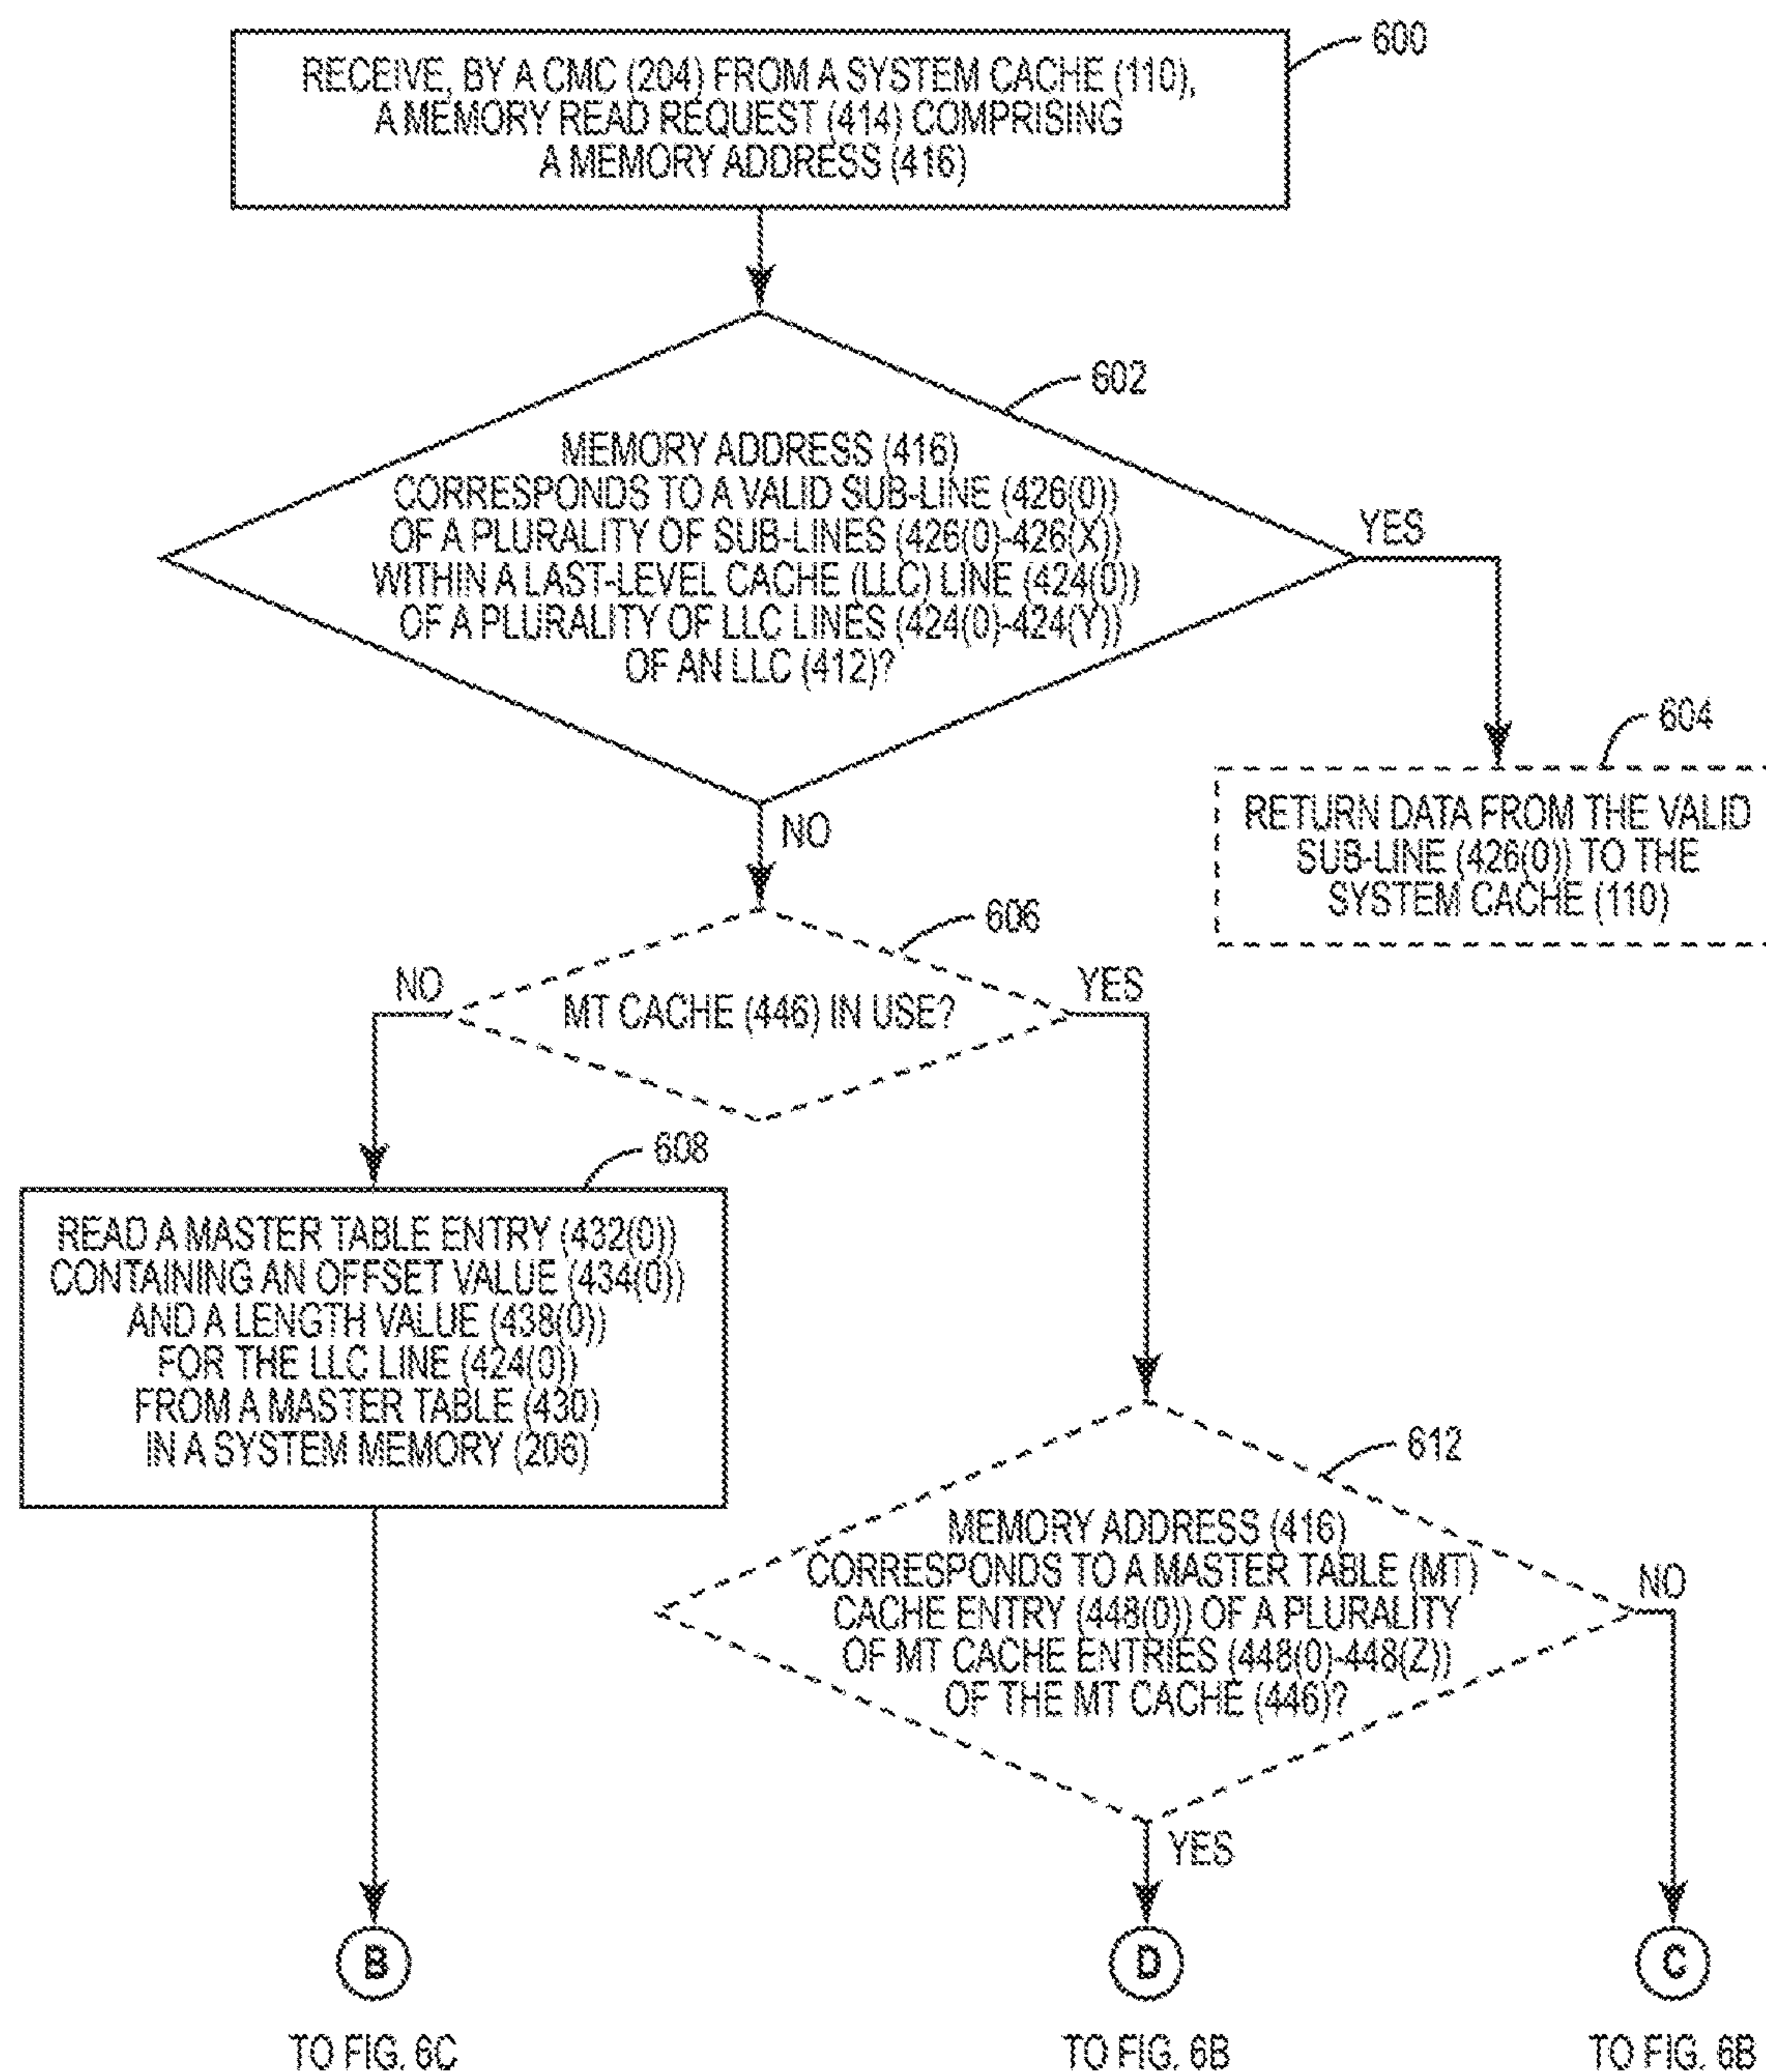 600
RECEIVE, BY A CMC (204) FROM A SYSTEM CACHE (110),
A MEMORY READ REQUEST (414) COMPRISING
A MEMORY ADDRESS (416)
602
MEMORY ADDRESS (416)
CORRESPONDS TO A VALID SUB-LINE (426(0))
OF A PLURALITY OF SUB-LINES (426(0)-426(X))
WITHIN A LAST-LEVEL CACHE (LLC) LINE (424(0))
OF A PLURALITY OF LLC LINES (424(0)-424(Y))
OF AN LLC (412)?
YES
604
RETURN DATA FROM THE VALID
SUB-LINE (426(0)) TO THE
SYSTEM CACHE (110)
NO
606
NO
MT CACHE (446) IN USE?
YES
608
READ A MASTER TABLE ENTRY (432(0))
CONTAINING AN OFFSET VALUE (434(0))
AND A LENGTH VALUE (438(0))
FOR THE LLC LINE (424(0))
FROM A MASTER TABLE (430)
IN A SYSTEM MEMORY (206)
612
MEMORY ADDRESS (416)
CORRESPONDS TO A MASTER TABLE (MT)
CACHE ENTRY (448(0)) OF A PLURALITY
OF MT CACHE ENTRIES (448(0)-448(Z))
OF THE MT CACHE (446)?
NO
YES
B
D
C
TO FIG. 6C
TO FIG. 6B
TO FIG. 6B